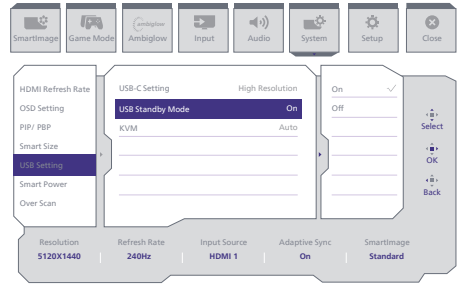 SmartImage Game Mode Ambiglow Input Audio System Setup Close
ambiglow
HDMI Refresh Rate
OSD Setting
PIP/ PBP
Smart Size
USB Setting
Smart Power
Over Scan
USB-C Setting High Resolution
USB Standby Mode On
KVM Auto
On
Off
Select
OK
Back
Resolution Refresh Rate Input Source Adaptive Sync SmartImage
5120X1440 240Hz HDMI 1 On Standard